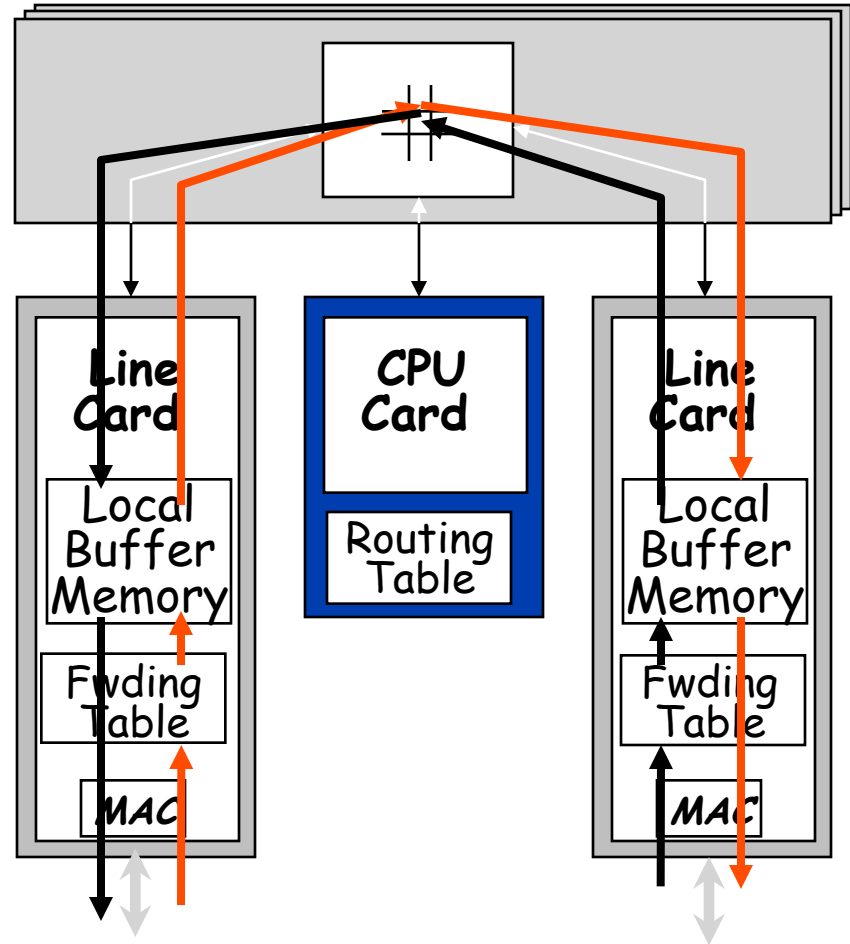 Line
Card
Local
Buffer
Memory
Fwding
Table
MAC
CPU
Card
Routing
Table
Line
Card
Local
Buffer
Memory
Fwding
Table
MAC